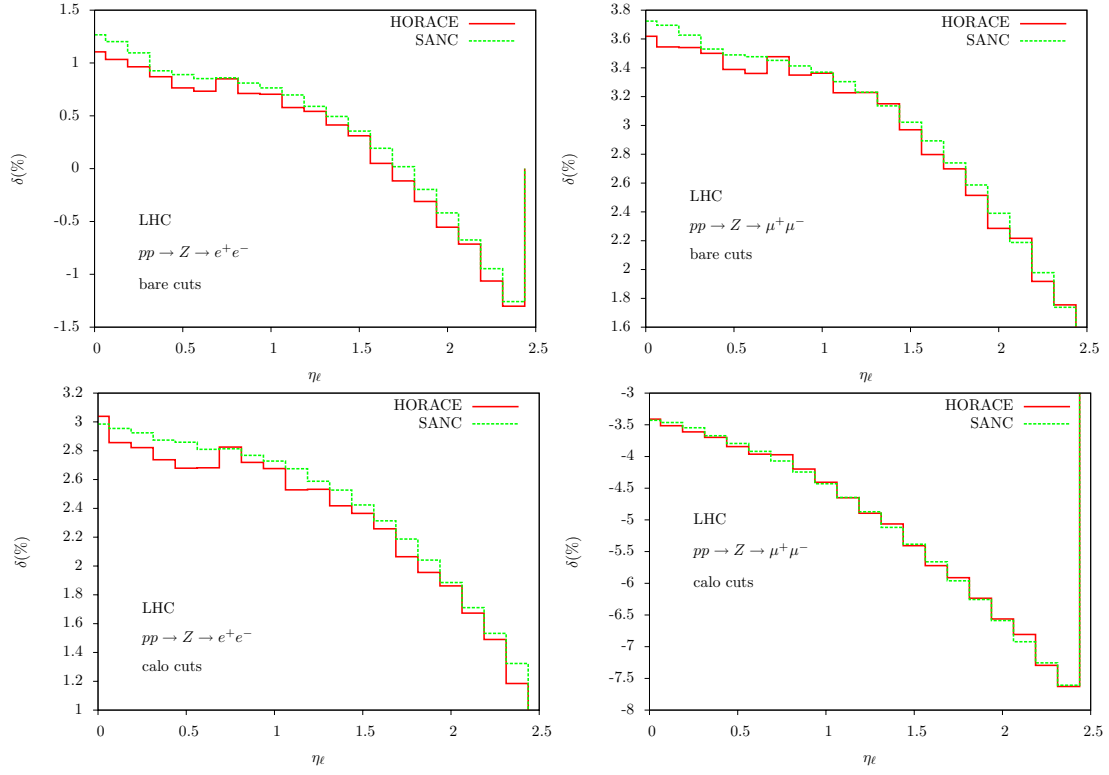 1.5
1
0.5
0
-0.5
-1
-1.5
0 0.5 1 1.5 2 2.5
δ(%)
η_ℓ
HORACE
SANC
LHC
pp → Z → e⁺e⁻
bare cuts
3.8
3.6
3.4
3.2
3
2.8
2.6
2.4
2.2
2
1.8
1.6
0 0.5 1 1.5 2 2.5
δ(%)
η_ℓ
HORACE
SANC
LHC
pp → Z → μ⁺μ⁻
bare cuts
3.2
3
2.8
2.6
2.4
2.2
2
1.8
1.6
1.4
1.2
1
0 0.5 1 1.5 2 2.5
δ(%)
η_ℓ
HORACE
SANC
LHC
pp → Z → e⁺e⁻
calo cuts
-3
-3.5
-4
-4.5
-5
-5.5
-6
-6.5
-7
-7.5
-8
0 0.5 1 1.5 2 2.5
δ(%)
η_ℓ
HORACE
SANC
LHC
pp → Z → μ⁺μ⁻
calo cuts